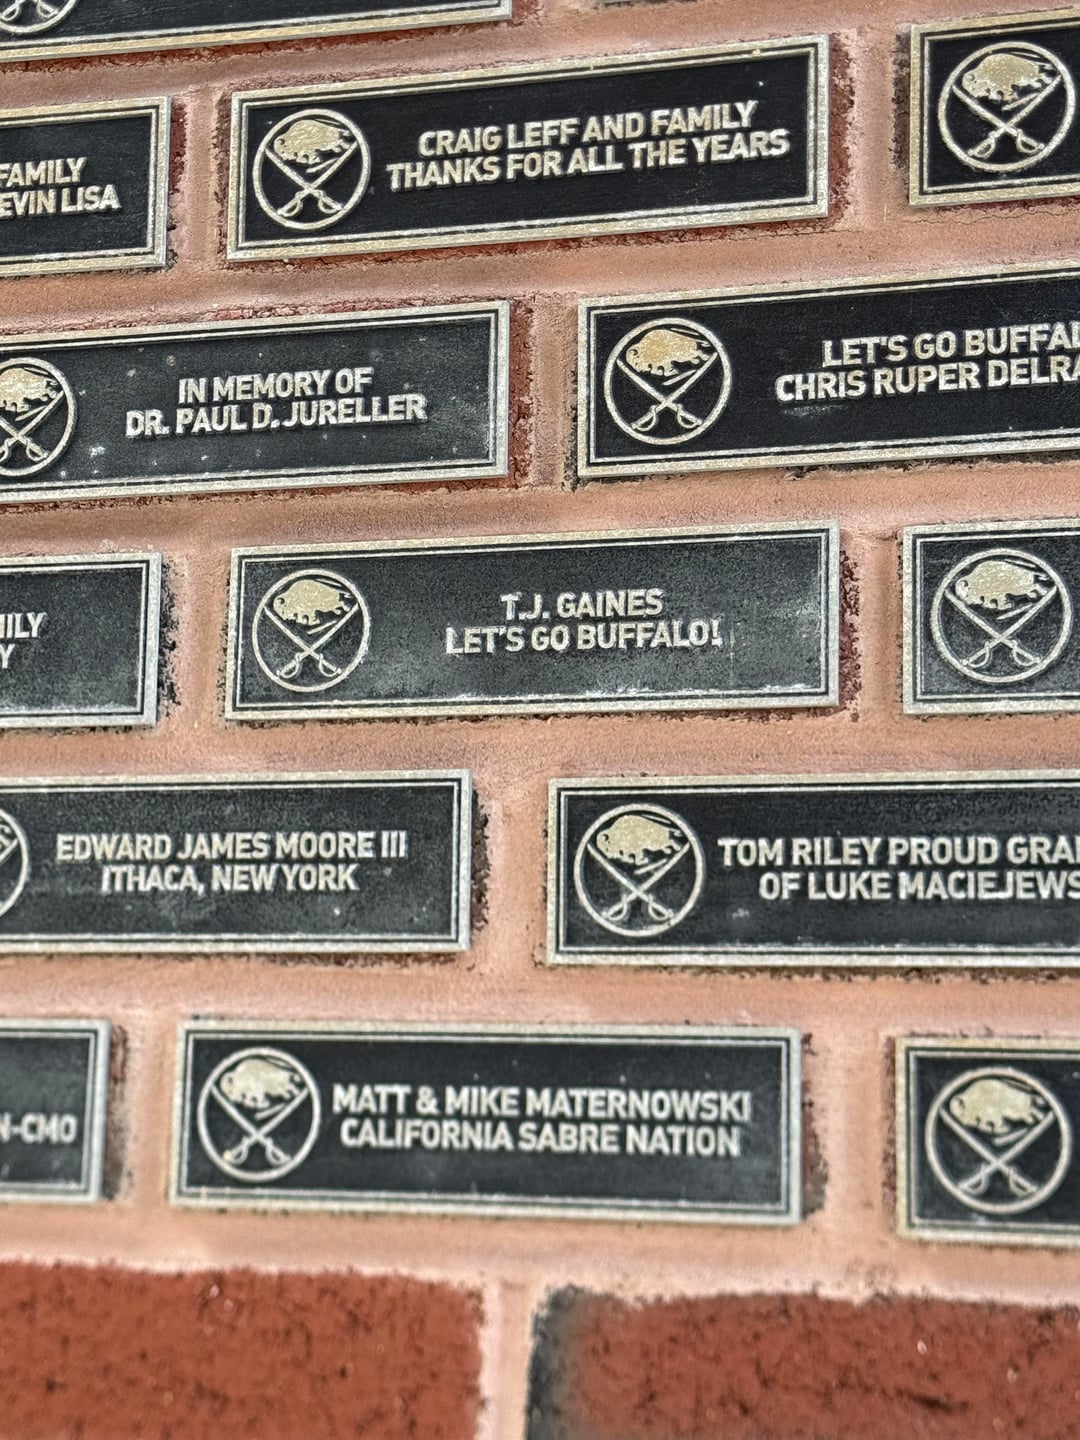 FAMILY
EVIN LISA
CRAIG LEFF AND FAMILY
THANKS FOR ALL THE YEARS
IN MEMORY OF
DR. PAUL D. JURELLER
LET'S GO BUFFAL
CHRIS RUPER DELRA
T.J. GAINES
LET'S GO BUFFALO!
EDWARD JAMES MOORE III
ITHACA, NEW YORK
TOM RILEY PROUD GRA
OF LUKE MACIEJEWS
N-CMO
MATT & MIKE MATERNOWSKI
CALIFORNIA SABRE NATION